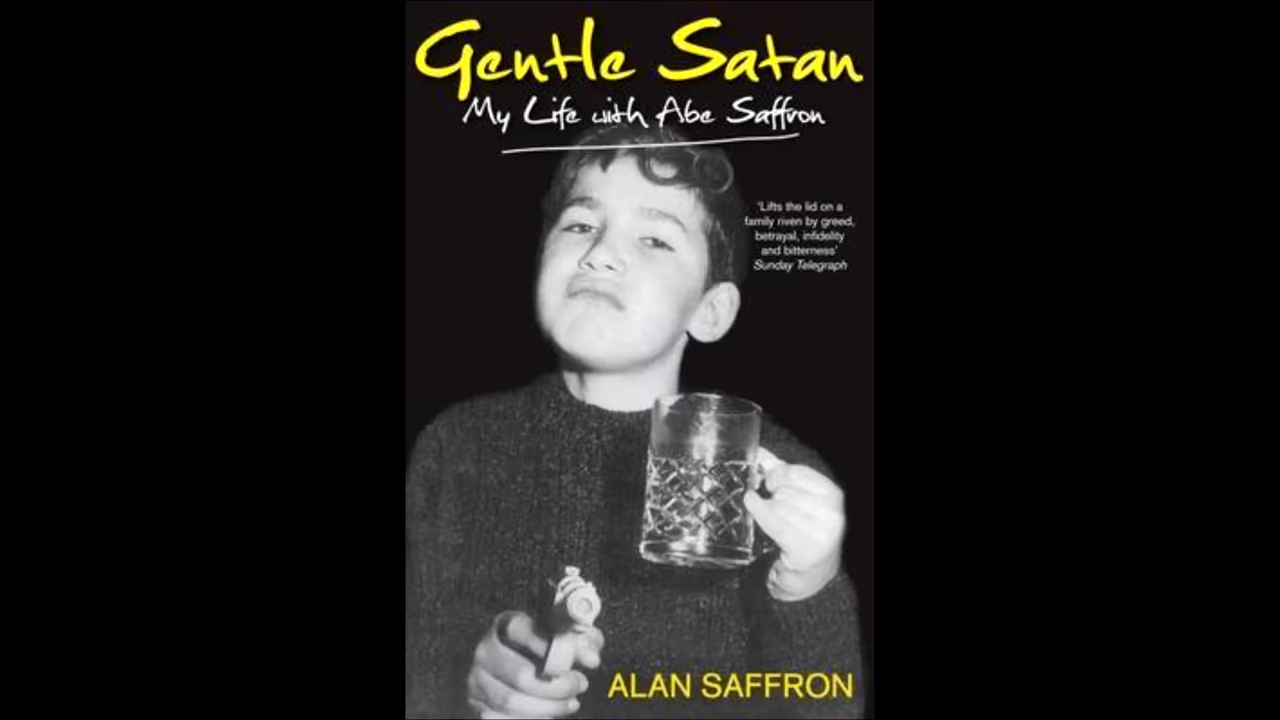 Gentle Satan
My Life with Abe Saffron
'Lifts the lid on a
family riven by greed,
betrayal, infidelity
and bitterness'
Sunday Telegraph
ALAN SAFFRON